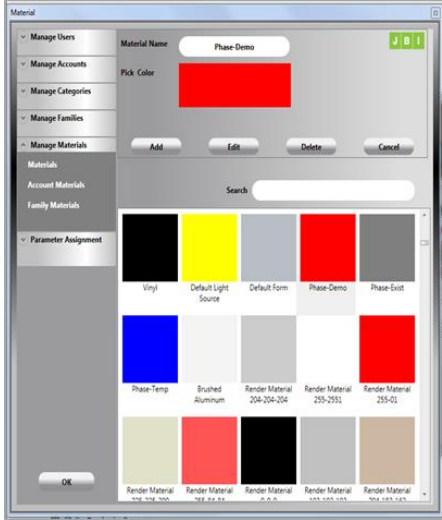 Material
Manage Users
Manage Accounts
Manage Categories
Manage Families
Manage Materials
Materials
Account Materials
Family Materials
Parameter Assignment
OK
Material Name
Phase-Demo
JBI
Pick Color
Add
Edit
Delete
Cancel
Search
Vinyl
Default Light
Source
Default Form
Phase-Demo
Phase-Exist
Phase-Temp
Brushed
Aluminum
Render Material
204-204-204
Render Material
255-2551
Render Material
255-01
Render Material
Render Material
Render Material
Render Material
Render Material